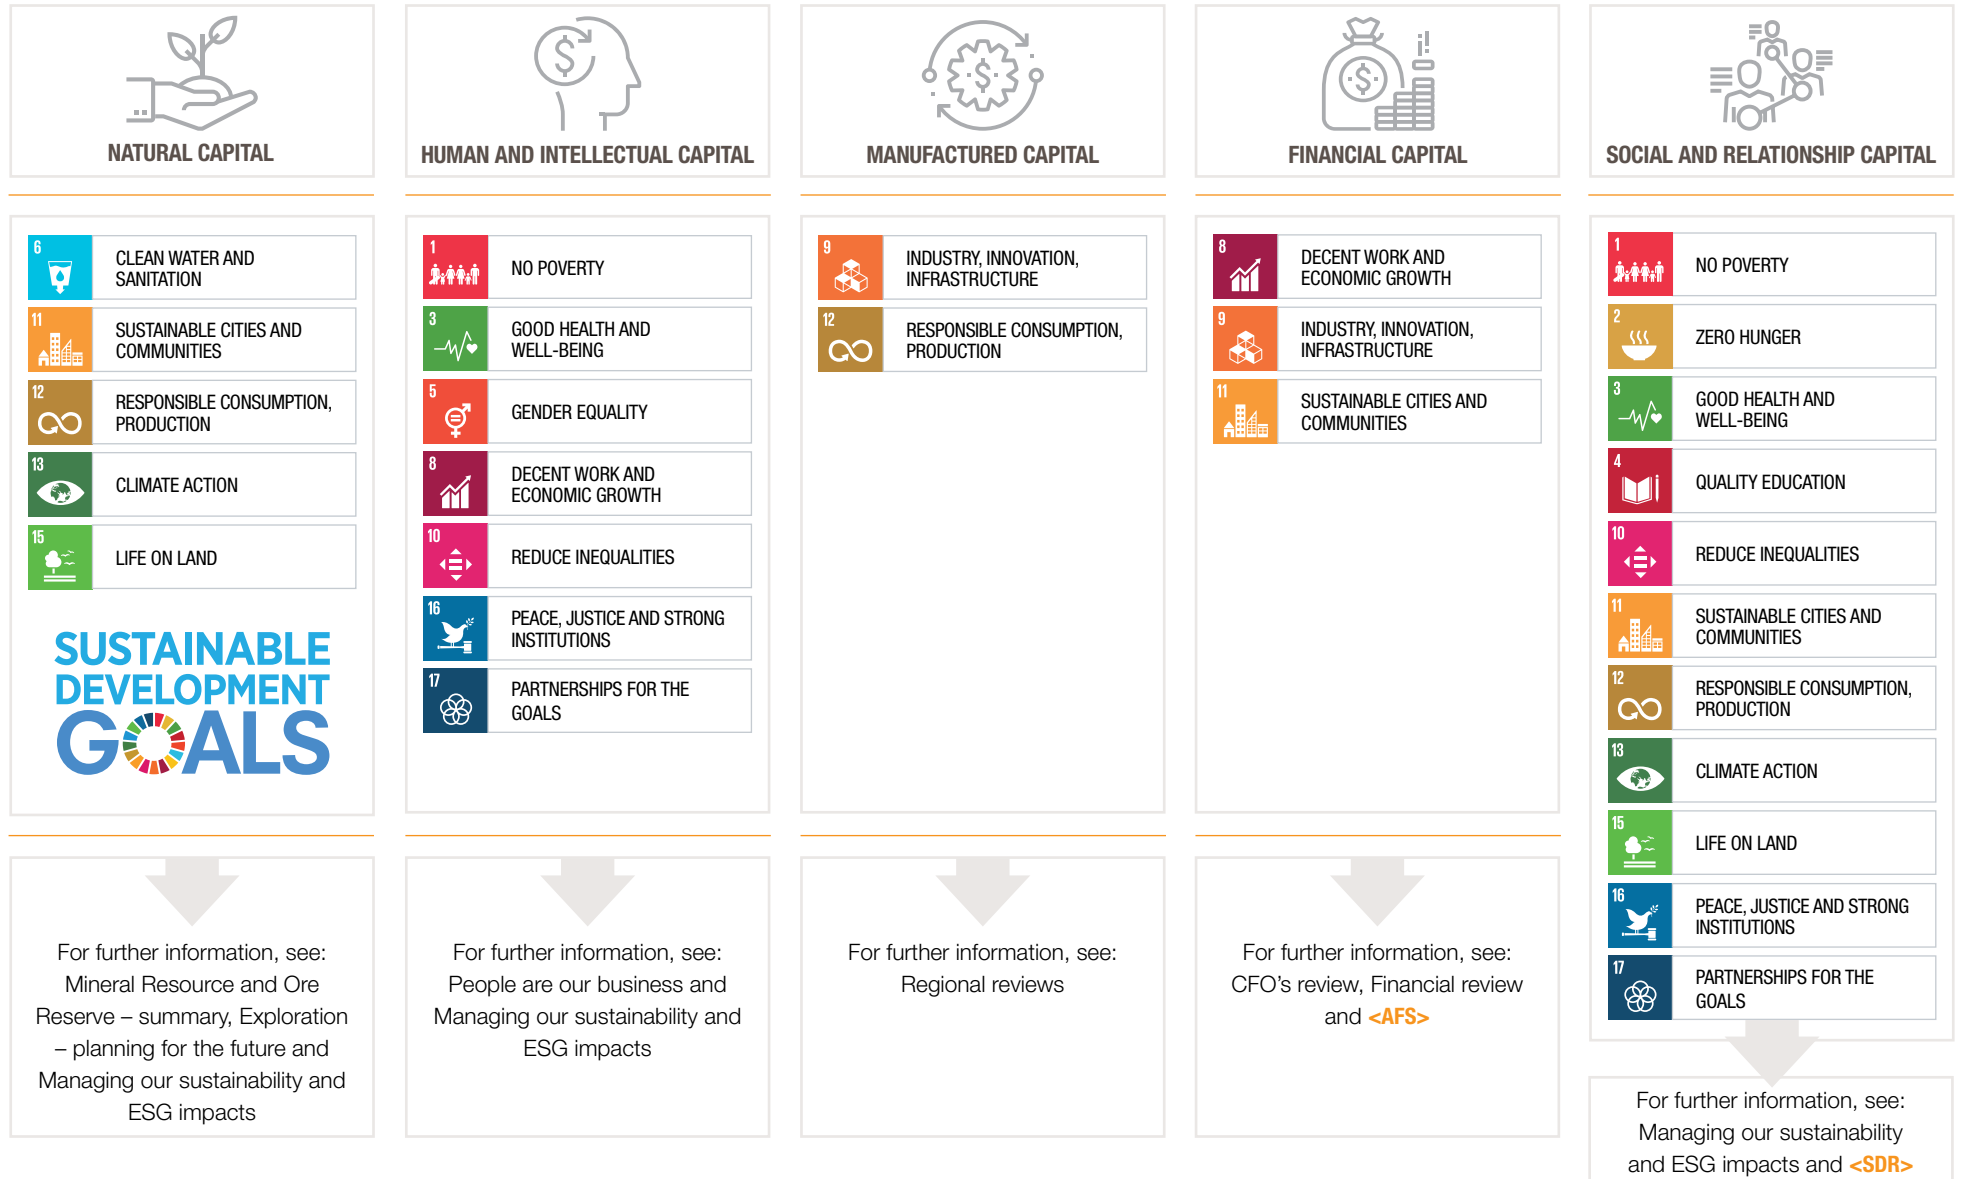 NATURAL CAPITAL
6
CLEAN WATER AND
SANITATION
11
SUSTAINABLE CITIES AND
COMMUNITIES
12
RESPONSIBLE CONSUMPTION,
PRODUCTION
13
CLIMATE ACTION
15
LIFE ON LAND
SUSTAINABLE
DEVELOPMENT
GOALS
For further information, see:
Mineral Resource and Ore
Reserve – summary, Exploration
– planning for the future and
Managing our sustainability and
ESG impacts
HUMAN AND INTELLECTUAL CAPITAL
1
NO POVERTY
3
GOOD HEALTH AND
WELL-BEING
5
GENDER EQUALITY
8
DECENT WORK AND
ECONOMIC GROWTH
10
REDUCE INEQUALITIES
16
PEACE, JUSTICE AND STRONG
INSTITUTIONS
17
PARTNERSHIPS FOR THE
GOALS
For further information, see:
People are our business and
Managing our sustainability and
ESG impacts
MANUFACTURED CAPITAL
9
INDUSTRY, INNOVATION,
INFRASTRUCTURE
12
RESPONSIBLE CONSUMPTION,
PRODUCTION
For further information, see:
Regional reviews
FINANCIAL CAPITAL
8
DECENT WORK AND
ECONOMIC GROWTH
9
INDUSTRY, INNOVATION,
INFRASTRUCTURE
11
SUSTAINABLE CITIES AND
COMMUNITIES
For further information, see:
CFO's review, Financial review
and <AFS>
SOCIAL AND RELATIONSHIP CAPITAL
1
NO POVERTY
2
ZERO HUNGER
3
GOOD HEALTH AND
WELL-BEING
4
QUALITY EDUCATION
10
REDUCE INEQUALITIES
11
SUSTAINABLE CITIES AND
COMMUNITIES
12
RESPONSIBLE CONSUMPTION,
PRODUCTION
13
CLIMATE ACTION
15
LIFE ON LAND
16
PEACE, JUSTICE AND STRONG
INSTITUTIONS
17
PARTNERSHIPS FOR THE
GOALS
For further information, see:
Managing our sustainability
and ESG impacts and <SDR>